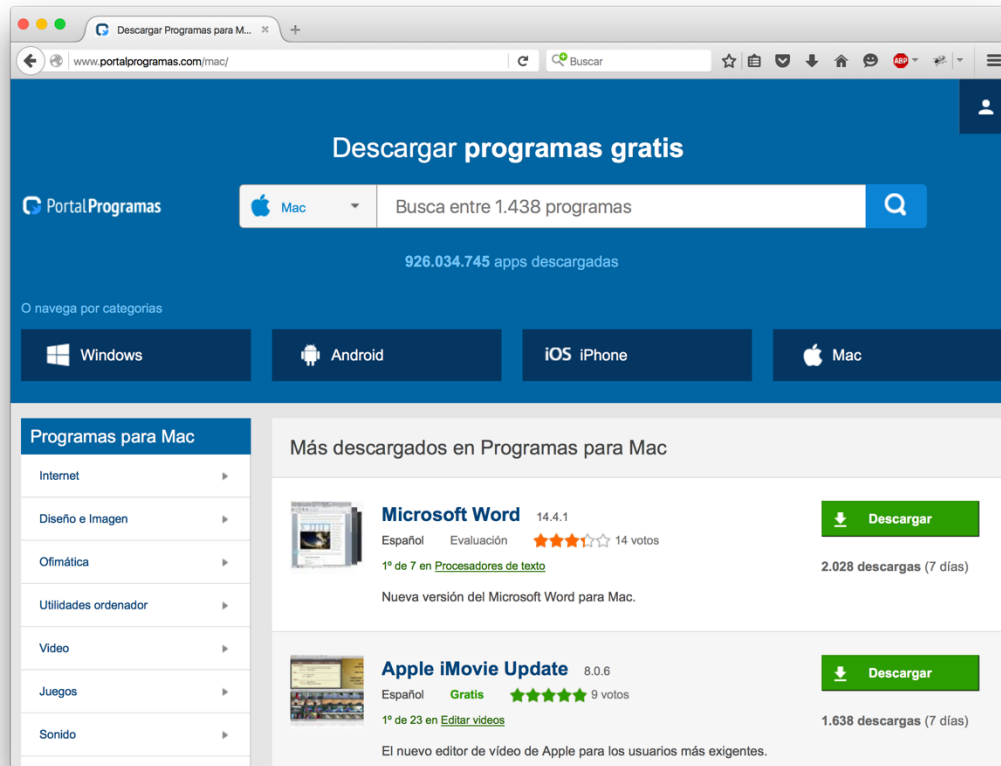 Descargar Programas para M...
www.portalprogramas.com/mac/
Buscar
ABP
Descargar programas gratis
PortalProgramas
Mac
Busca entre 1.438 programas
926.034.745 apps descargadas
O navega por categorias
Windows
Android
iOS iPhone
Mac
Programas para Mac
Internet
Diseño e Imagen
Ofimática
Utilidades ordenador
Video
Juegos
Sonido
Más descargados en Programas para Mac
Microsoft Word 14.4.1
Español Evaluación 14 votos
1º de 7 en Procesadores de texto
Nueva versión del Microsoft Word para Mac.
Descargar
2.028 descargas (7 días)
Apple iMovie Update 8.0.6
Español Gratis 9 votos
1º de 23 en Editar videos
El nuevo editor de vídeo de Apple para los usuarios más exigentes.
Descargar
1.638 descargas (7 días)